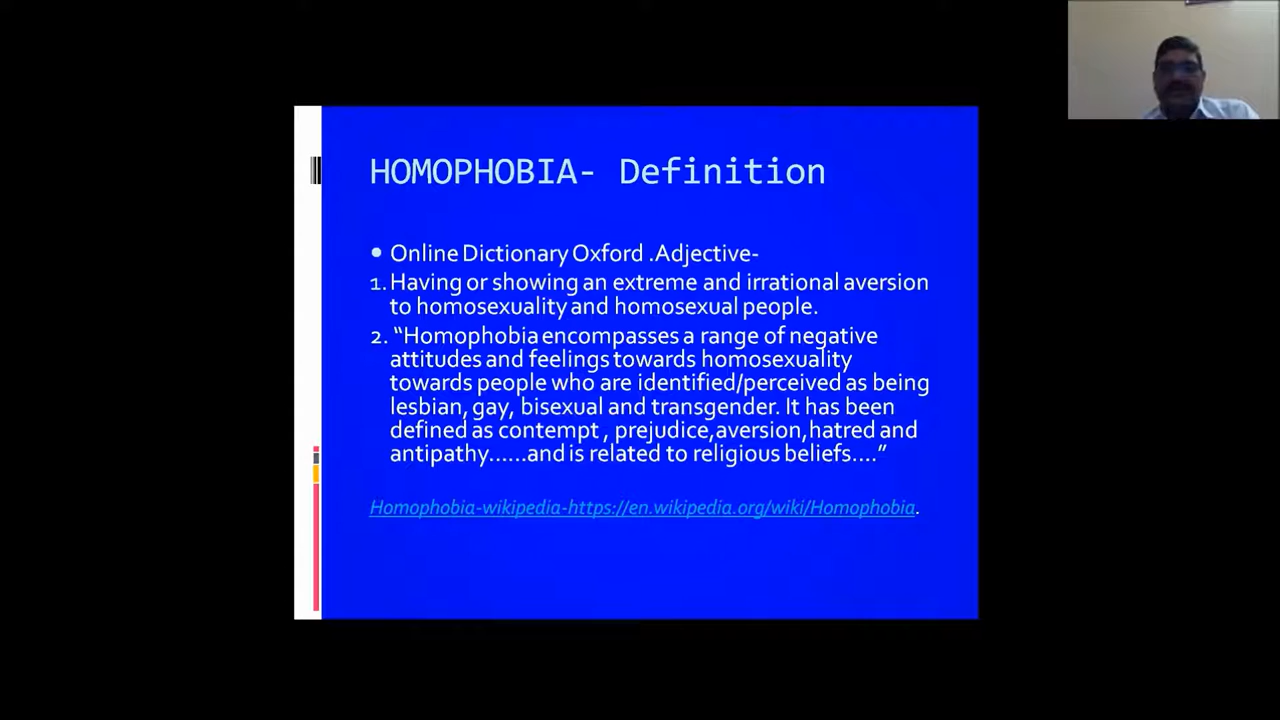 HOMOPHOBIA- Definition
• Online Dictionary Oxford .Adjective-
1. Having or showing an extreme and irrational aversion
to homosexuality and homosexual people.
2. “Homophobia encompasses a range of negative
attitudes and feelings towards homosexuality
towards people who are identified/perceived as being
lesbian, gay, bisexual and transgender. It has been
defined as contempt , prejudice,aversion,hatred and
antipathy......and is related to religious beliefs....”
Homophobia-wikipedia-https://en.wikipedia.org/wiki/Homophobia.